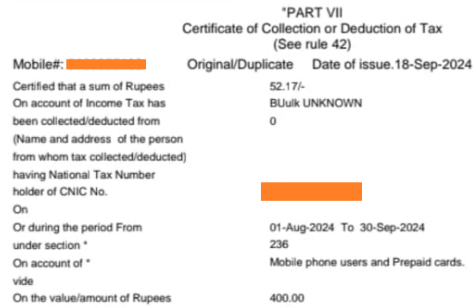 "PART VII
Certificate of Collection or Deduction of Tax
(See rule 42)
Mobile#: Original/Duplicate Date of issue.18-Sep-2024
Certified that a sum of Rupees 52.17/-
On account of Income Tax has BUulk UNKNOWN
been collected/deducted from 0
(Name and address of the person
from whom tax collected/deducted)
having National Tax Number
holder of CNIC No.
On
Or during the period From 01-Aug-2024 To 30-Sep-2024
under section * 236
On account of * Mobile phone users and Prepaid cards.
vide
On the value/amount of Rupees 400.00